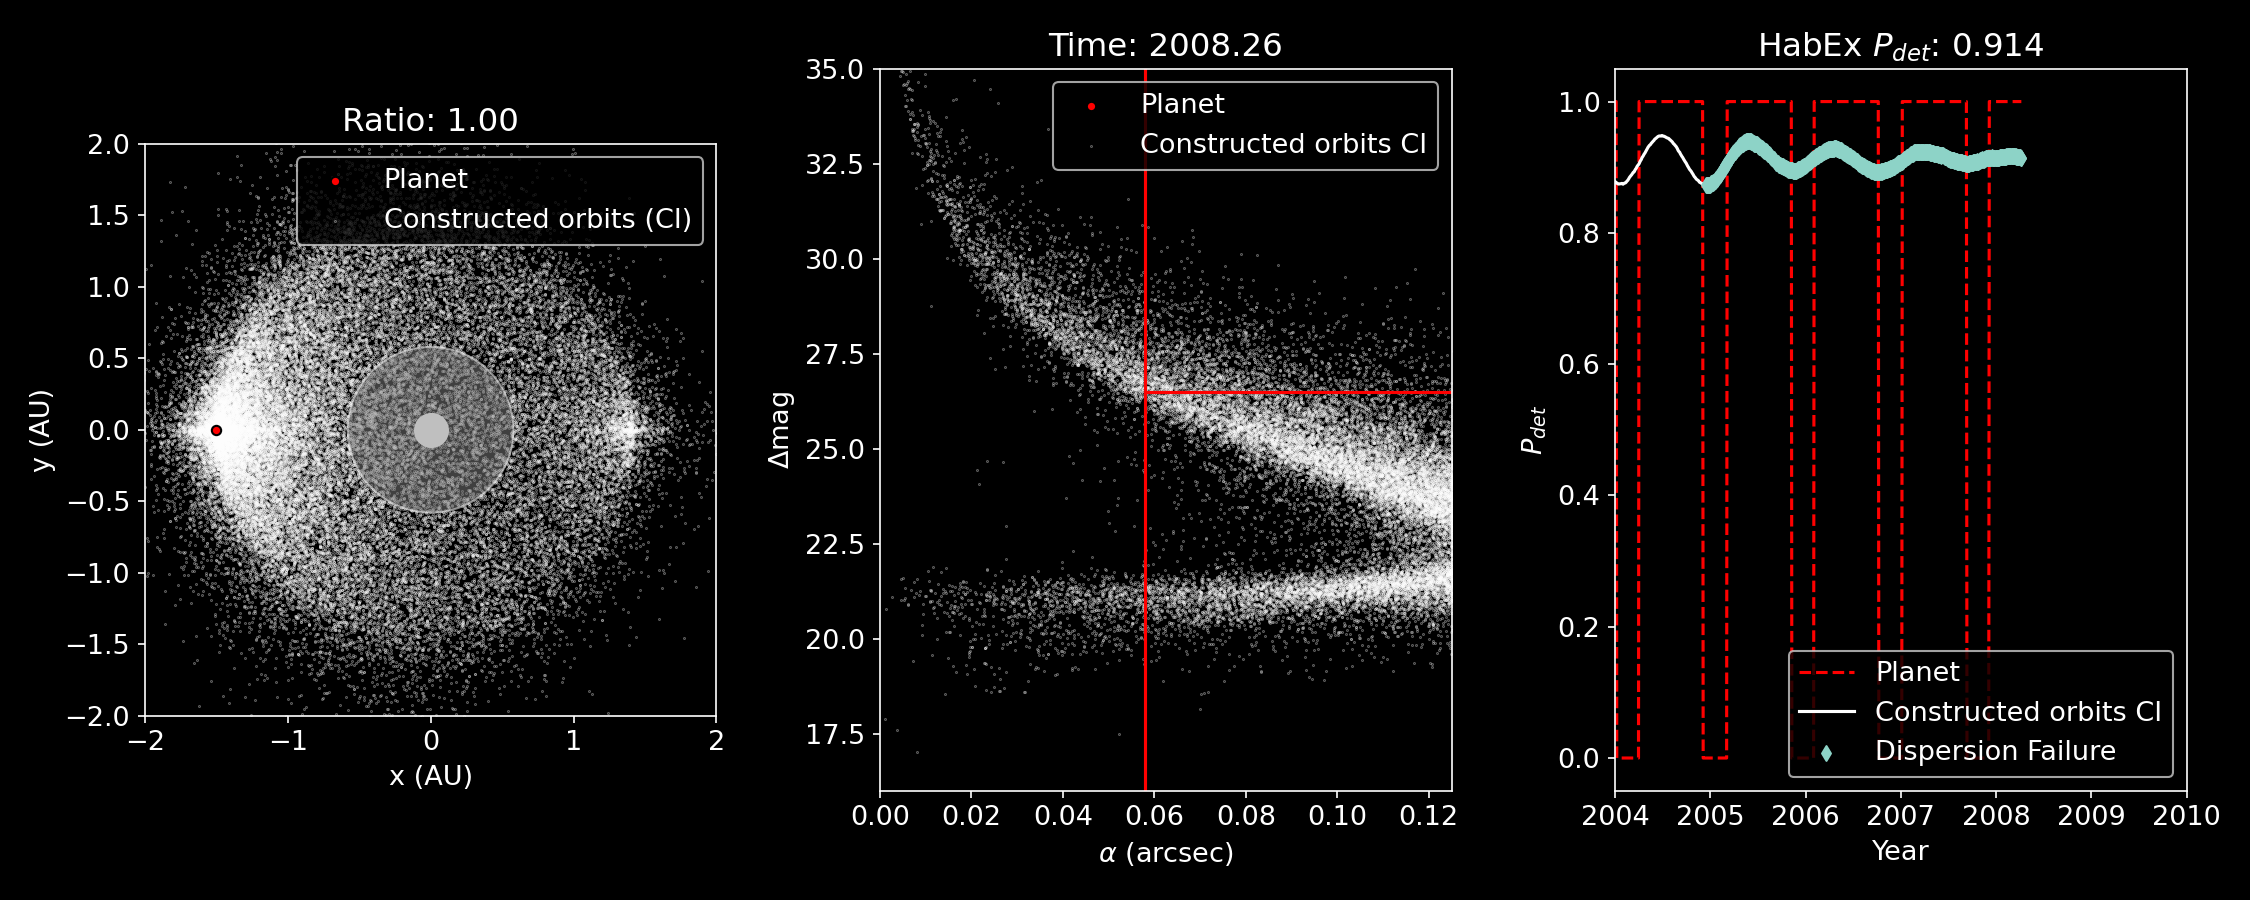 Ratio: 1.00
Planet
Constructed orbits (CI)
2.0
1.5
1.0
0.5
0.0
−0.5
−1.0
−1.5
−2.0
y (AU)
−2
−1
0
1
2
x (AU)
Time: 2008.26
Planet
Constructed orbits CI
35.0
32.5
30.0
27.5
25.0
22.5
20.0
17.5
Δmag
0.00
0.02
0.04
0.06
0.08
0.10
0.12
α (arcsec)
HabEx P_det: 0.914
1.0
0.8
0.6
0.4
0.2
0.0
P_det
Planet
Constructed orbits CI
Dispersion Failure
2004
2005
2006
2007
2008
2009
2010
Year